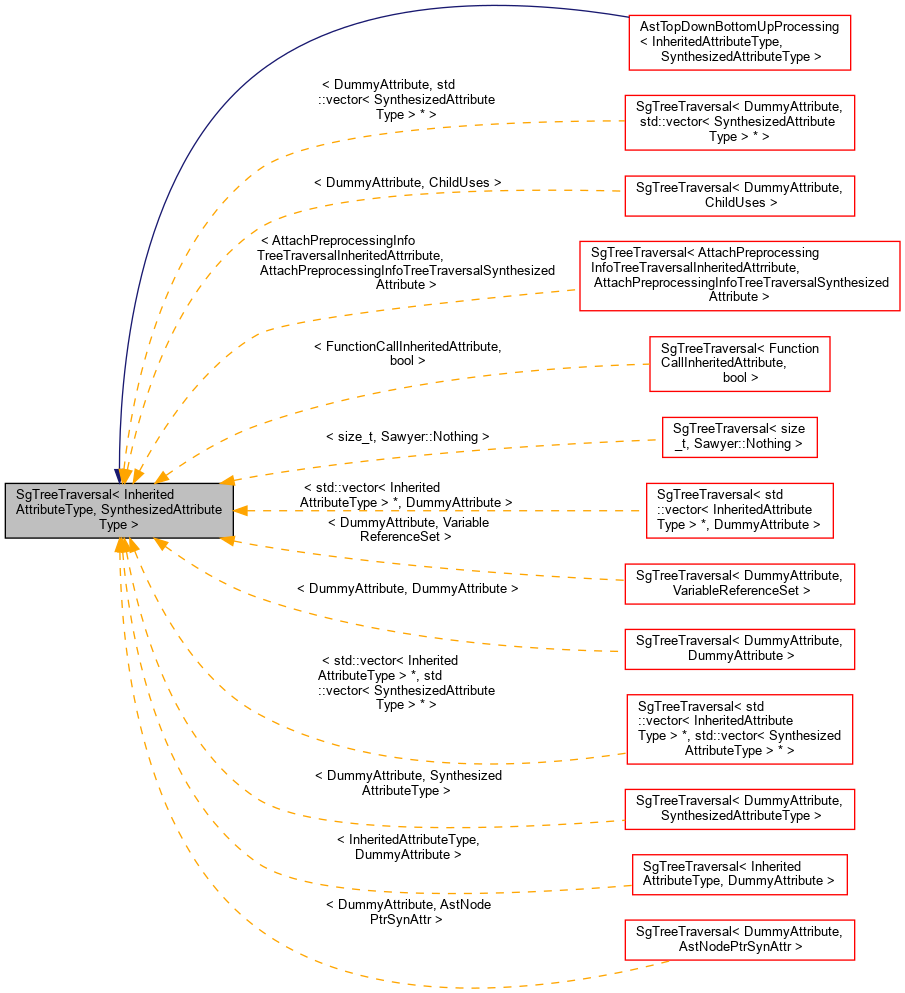 AstTopDownBottomUpProcessing
< InheritedAttributeType,
SynthesizedAttributeType >
< DummyAttribute, std
::vector< SynthesizedAttribute
Type > * >
SgTreeTraversal< DummyAttribute,
std::vector< SynthesizedAttribute
Type > * >
< DummyAttribute, ChildUses >
SgTreeTraversal< DummyAttribute,
ChildUses >
< AttachPreprocessingInfo
TreeTraversalInheritedAttrribute,
AttachPreprocessingInfoTreeTraversalSynthesized
Attribute >
SgTreeTraversal< AttachPreprocessing
InfoTreeTraversalInheritedAttrribute,
AttachPreprocessingInfoTreeTraversalSynthesized
Attribute >
< FunctionCallInheritedAttribute,
bool >
SgTreeTraversal< Function
CallInheritedAttribute,
bool >
< size_t, Sawyer::Nothing >
SgTreeTraversal< size
_t, Sawyer::Nothing >
SgTreeTraversal< Inherited
AttributeType, SynthesizedAttribute
Type >
< std::vector< Inherited
AttributeType > *, DummyAttribute >
SgTreeTraversal< std
::vector< InheritedAttribute
Type > *, DummyAttribute >
< DummyAttribute, Variable
ReferenceSet >
SgTreeTraversal< DummyAttribute,
VariableReferenceSet >
< DummyAttribute, DummyAttribute >
SgTreeTraversal< DummyAttribute,
DummyAttribute >
< std::vector< Inherited
AttributeType > *, std
::vector< SynthesizedAttribute
Type > * >
SgTreeTraversal< std
::vector< InheritedAttribute
Type > *, std::vector< Synthesized
AttributeType > * >
< DummyAttribute, Synthesized
AttributeType >
SgTreeTraversal< DummyAttribute,
SynthesizedAttributeType >
< InheritedAttributeType,
DummyAttribute >
SgTreeTraversal< Inherited
AttributeType, DummyAttribute >
< DummyAttribute, AstNode
PtrSynAttr >
SgTreeTraversal< DummyAttribute,
AstNodePtrSynAttr >